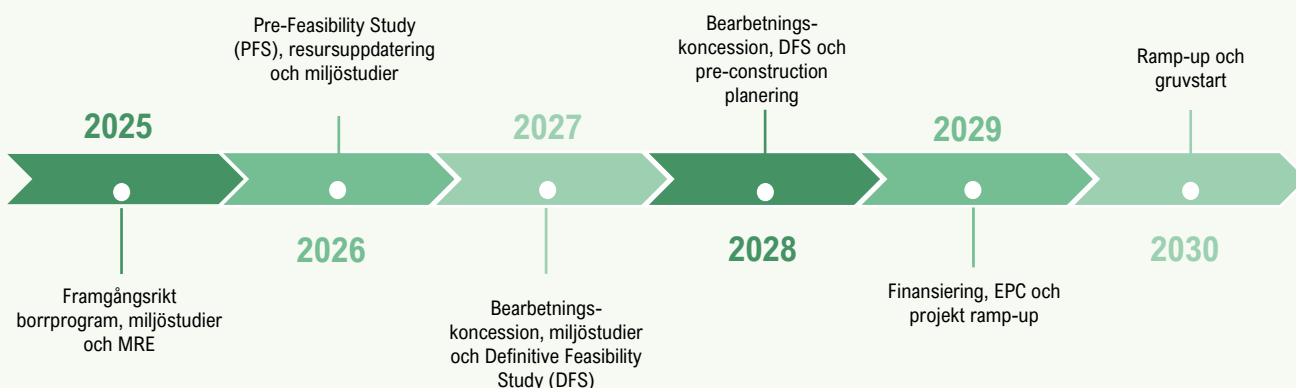 2025
Framgångsrikt
borrprogram, miljöstudier
och MRE
Pre-Feasibility Study
(PFS), resursuppdatering
och miljöstudier
2026
2027
Bearbetnings-
koncession, miljöstudier
och Definitive Feasibility
Study (DFS)
Bearbetnings-
koncession, DFS och
pre-construction
planering
2028
2029
Finansiering, EPC och
projekt ramp-up
Ramp-up och
gruvstart
2030